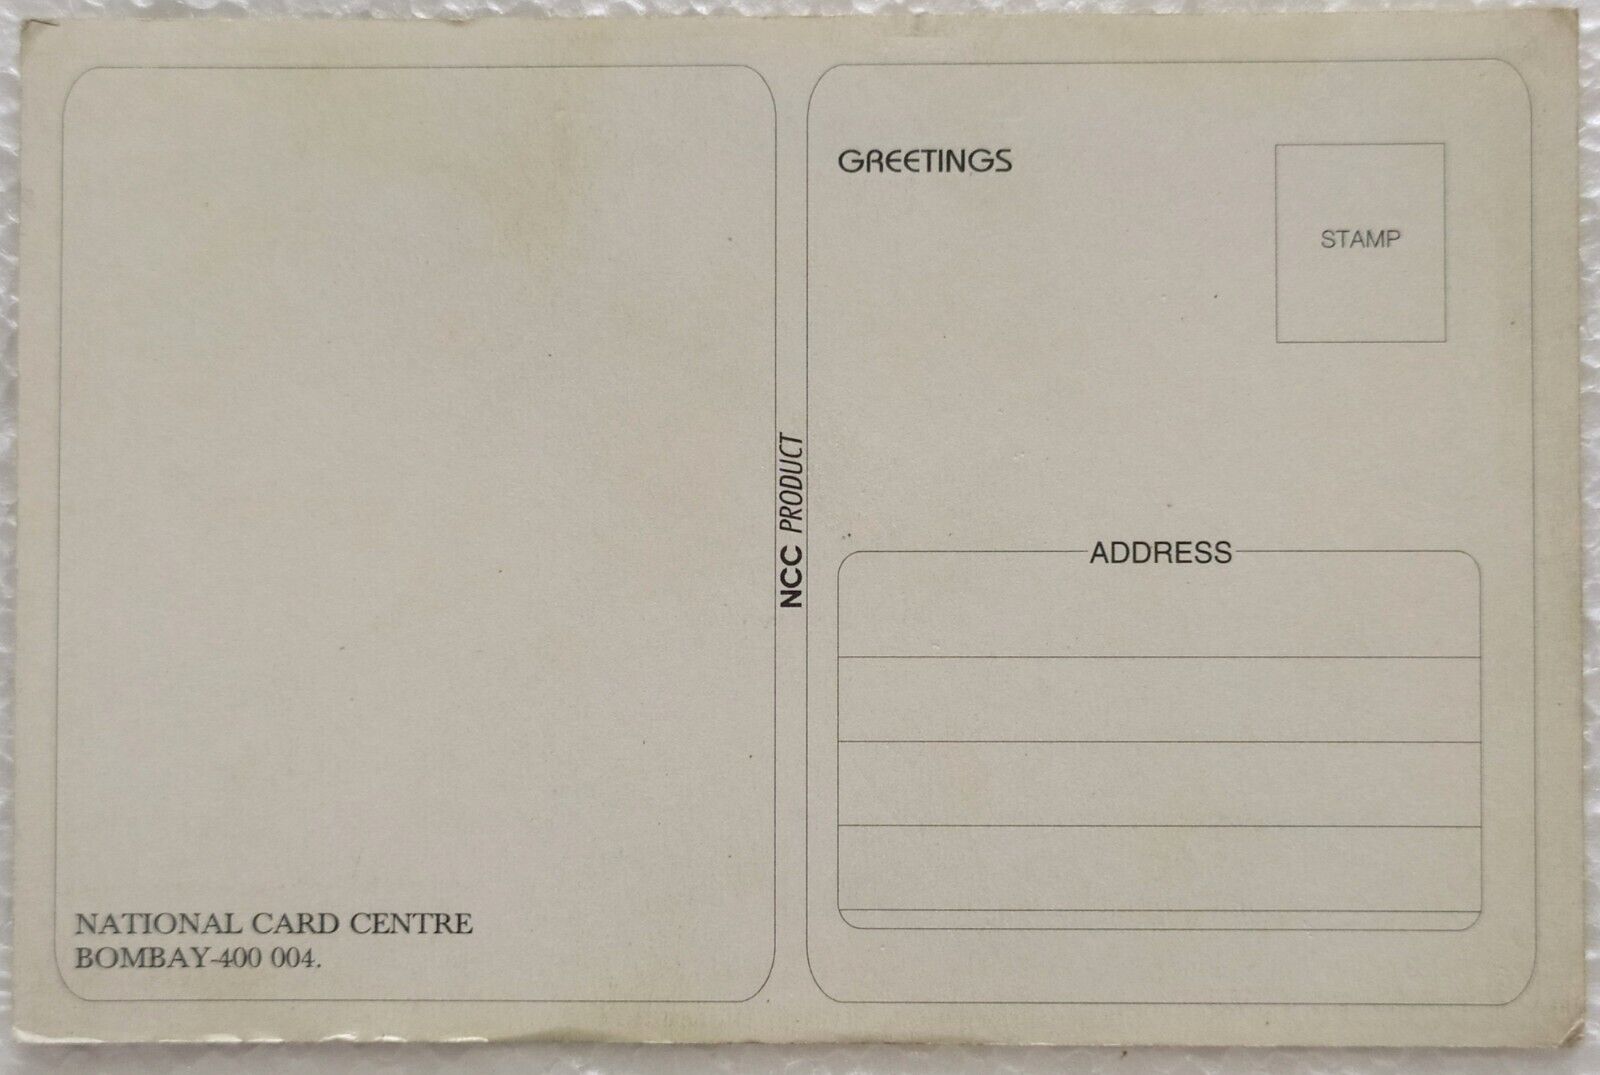 GREETINGS
STAMP
NCC PRODUCT
ADDRESS
NATIONAL CARD CENTRE
BOMBAY-400 004.